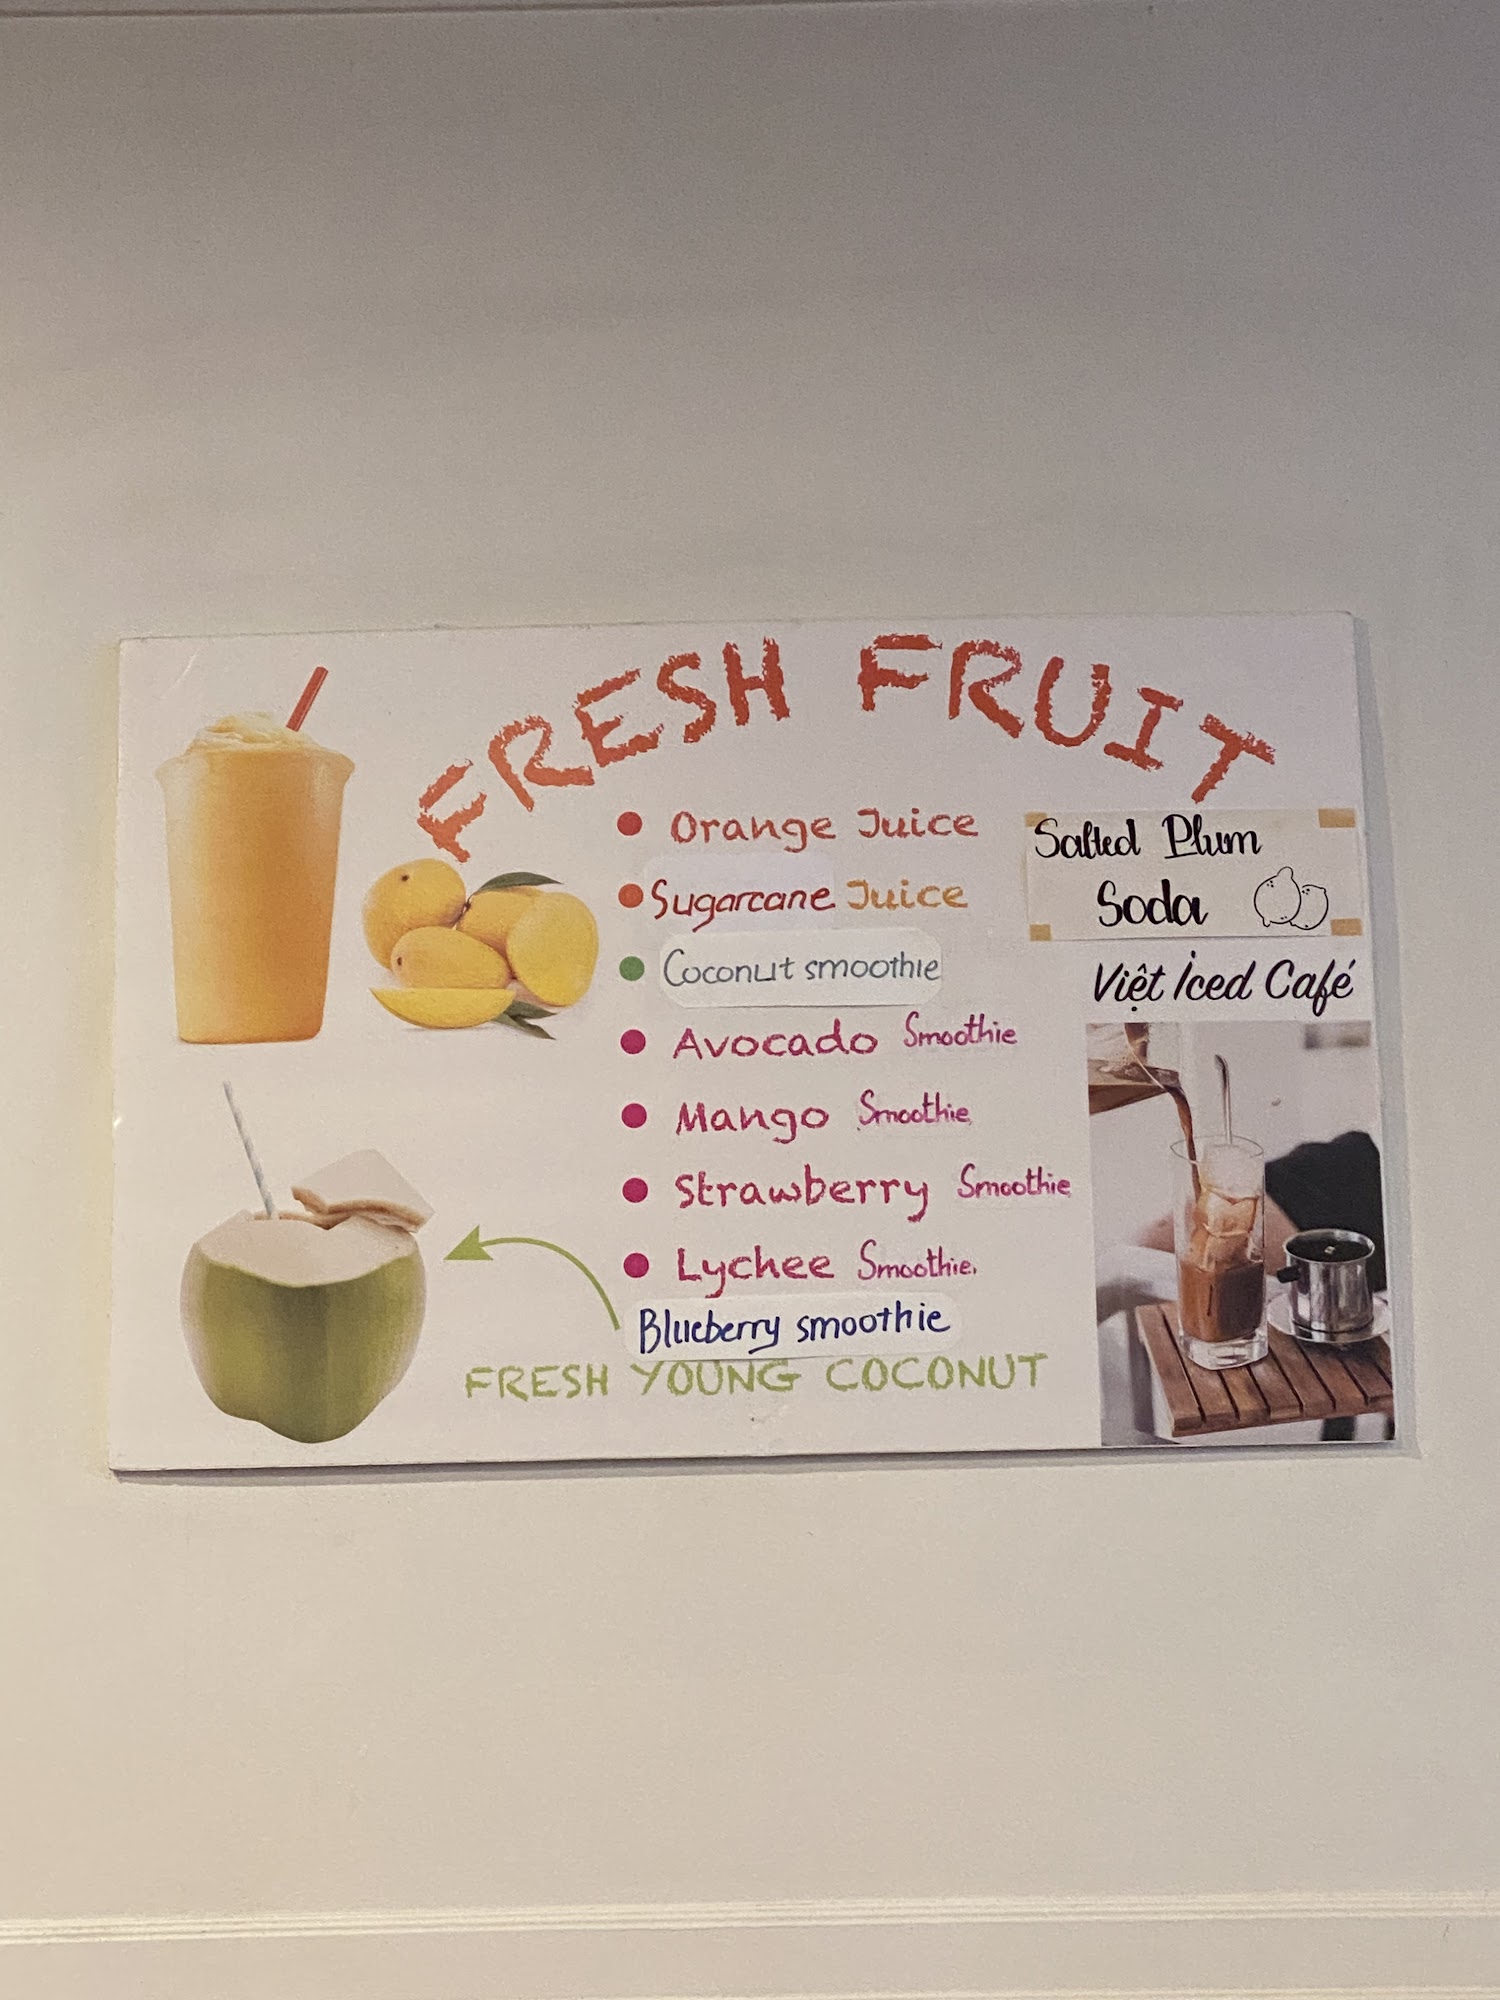 FRESH FRUIT
Orange Juice
Sugarcane Juice
Coconut smoothie
Avocado Smoothie
Mango Smoothie
Strawberry Smoothie
Lychee Smoothie.
Blueberry smoothie
FRESH YOUNG COCONUT
Salted Plum
Soda
Việt Iced Café